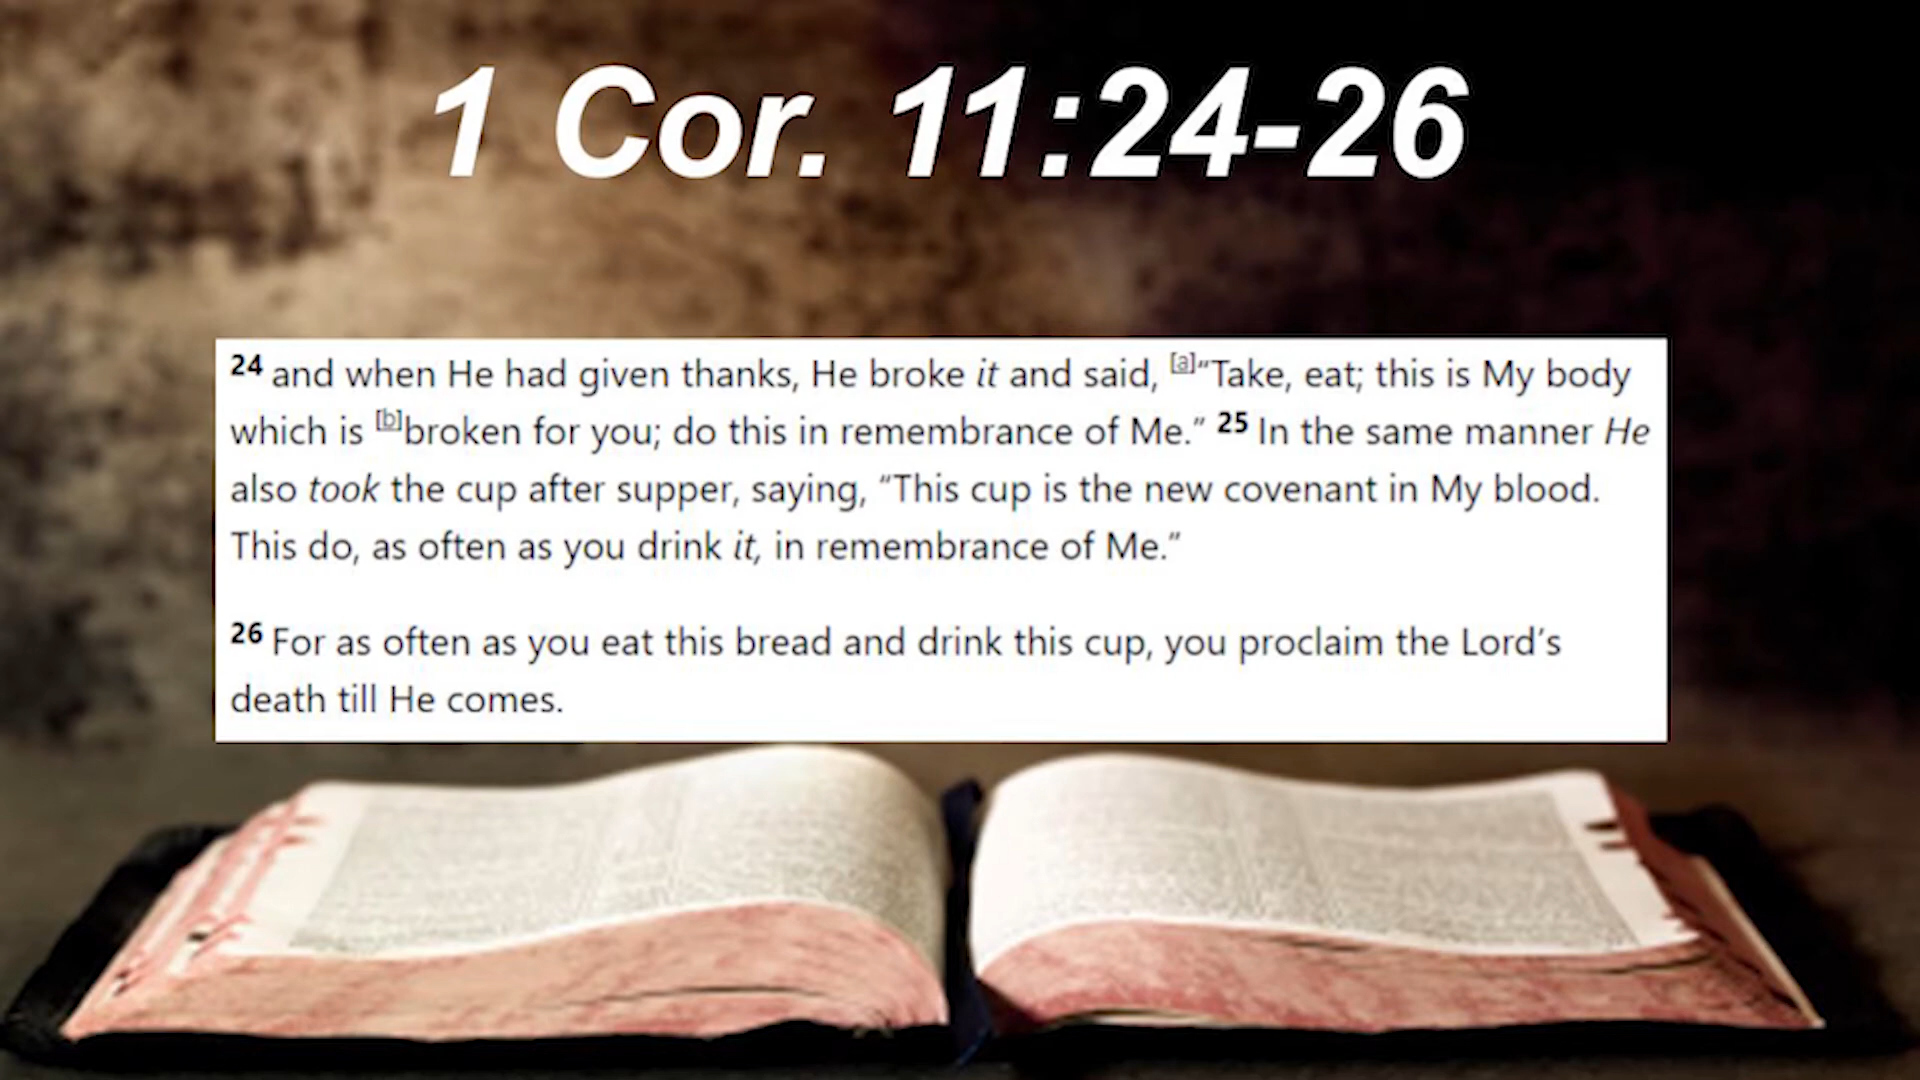 1 Cor. 11:24-26
24 and when He had given thanks, He broke it and said, [a]“Take, eat; this is My body
which is [b]broken for you; do this in remembrance of Me.” 25 In the same manner He
also took the cup after supper, saying, “This cup is the new covenant in My blood.
This do, as often as you drink it, in remembrance of Me.”
26 For as often as you eat this bread and drink this cup, you proclaim the Lord’s
death till He comes.